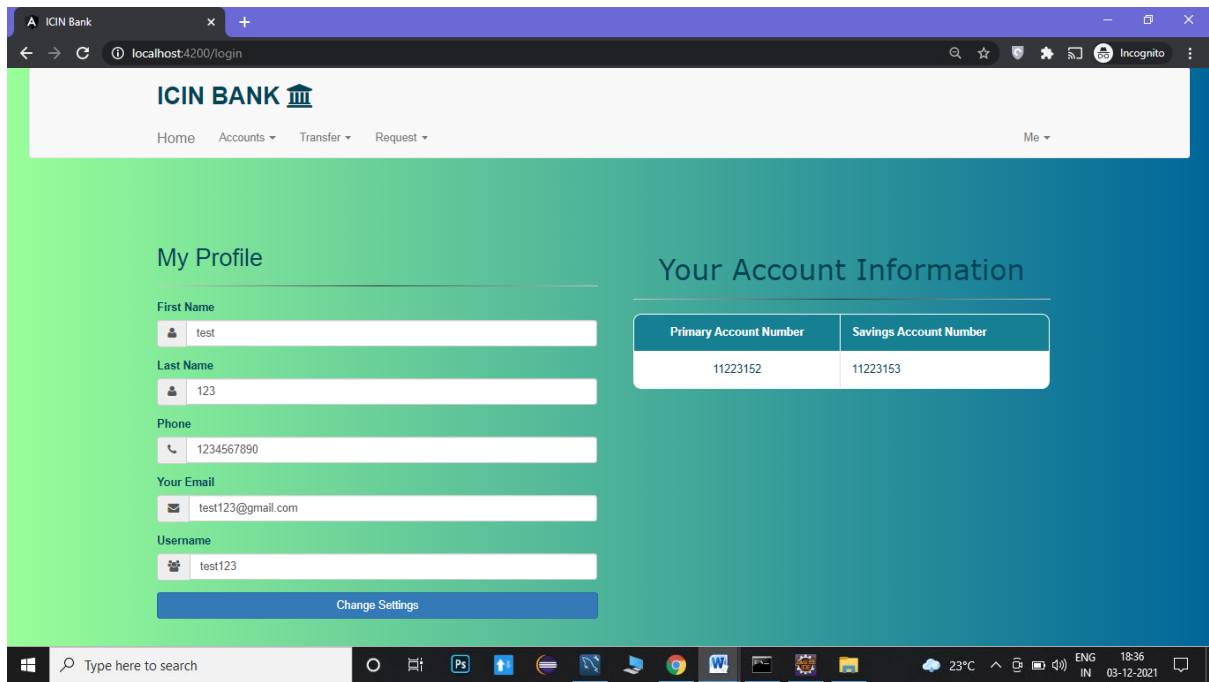 ICIN Bank
localhost:4200/login
Incognito
ICIN BANK
Home Accounts Transfer Request Me
My Profile
First Name
test
Last Name
123
Phone
1234567890
Your Email
test123@gmail.com
Username
test123
Change Settings
Your Account Information
Primary Account Number Savings Account Number
11223152 11223153
Type here to search
Ps
W
23°C
ENG
IN
18:36
03-12-2021